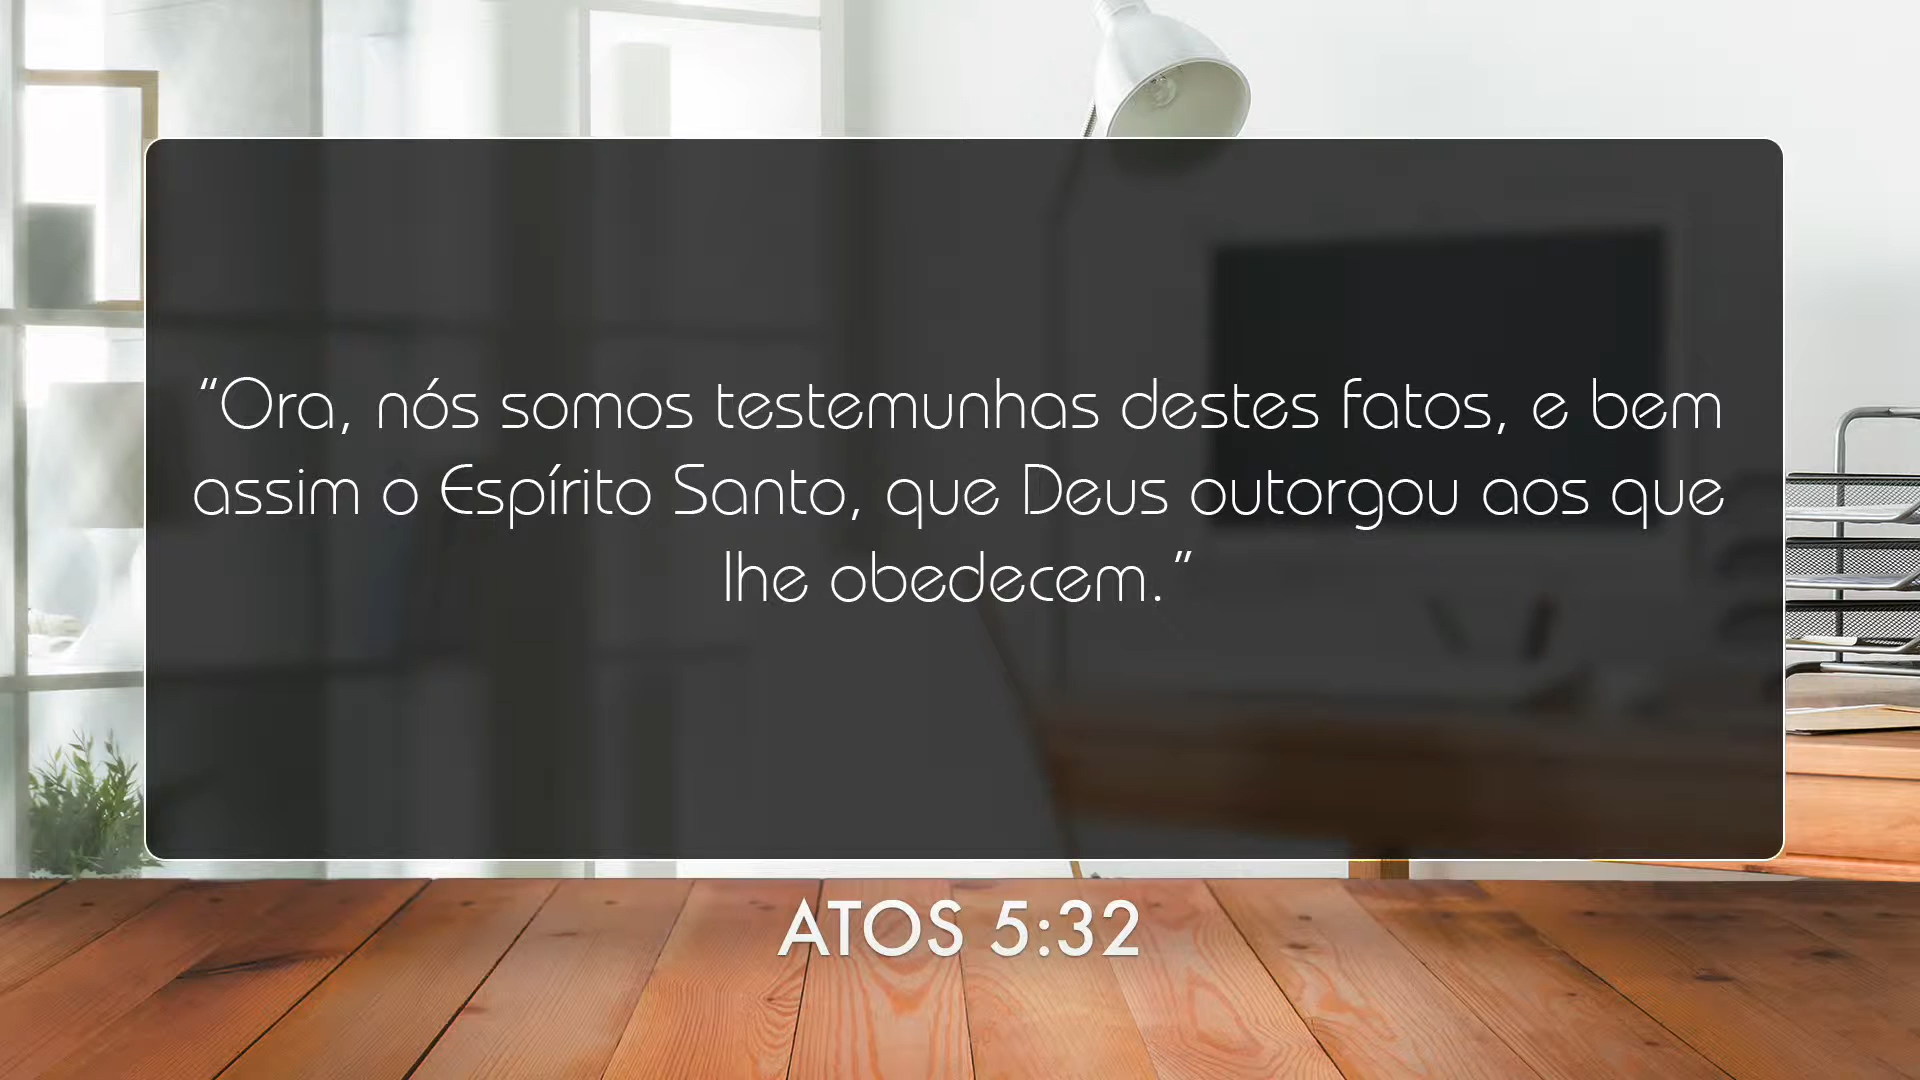 “Ora, nós somos testemunhas destes fatos, e bem
assim o Espírito Santo, que Deus outorgou aos que
lhe obedecem.”
ATOS 5:32